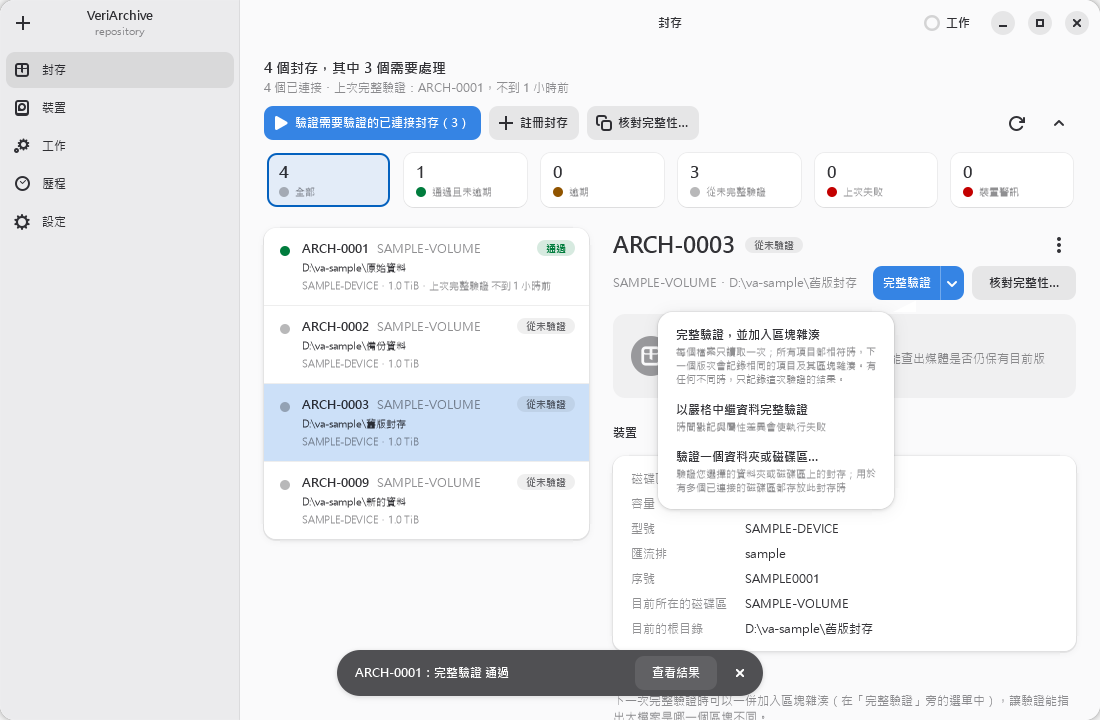 VeriArchive
repository
封存
裝置
工作
歷程
設定
封存
工作
4 個封存，其中 3 個需要處理
4 個已連接 · 上次完整驗證：ARCH-0001，不到 1 小時前
驗證需要驗證的已連接封存（3）
註冊封存
核對完整性…
4
全部
1
通過且未逾期
0
逾期
3
從未完整驗證
0
上次失敗
0
裝置警訊
ARCH-0001 SAMPLE-VOLUME 通過
D:\va-sample\原始資料
SAMPLE-DEVICE · 1.0 TiB · 上次完整驗證 不到 1 小時前
ARCH-0002 SAMPLE-VOLUME 從未驗證
D:\va-sample\備份資料
SAMPLE-DEVICE · 1.0 TiB
ARCH-0003 SAMPLE-VOLUME 從未驗證
D:\va-sample\舊版封存
SAMPLE-DEVICE · 1.0 TiB
ARCH-0009 SAMPLE-VOLUME 從未驗證
D:\va-sample\新的資料
SAMPLE-DEVICE · 1.0 TiB
ARCH-0003 從未驗證
SAMPLE-VOLUME · D:\va-sample\舊版封存
完整驗證
核對完整性…
能查出媒體是否仍保有目前版
完整驗證，並加入區塊雜湊
每個檔案只讀取一次；所有項目都相符時，下
一個版次會記錄相同的項目及其區塊雜湊。有
任何不同時，只記錄這次驗證的結果。
以嚴格中繼資料完整驗證
時間戳記與屬性差異會使執行失敗
驗證一個資料夾或磁碟區…
驗證您選擇的資料夾或磁碟區上的封存；用於
有多個已連接的磁碟區都存放此封存時
裝置
磁碟
容量
型號 SAMPLE-DEVICE
匯流排 sample
序號 SAMPLE0001
目前所在的磁碟區 SAMPLE-VOLUME
目前的根目錄 D:\va-sample\舊版封存
ARCH-0001：完整驗證 通過
查看結果
下一次完整驗證時可以一併加入區塊雜湊（在「完整驗證」旁的選單中），讓驗證能指
出大檔案是哪一個區塊不同。